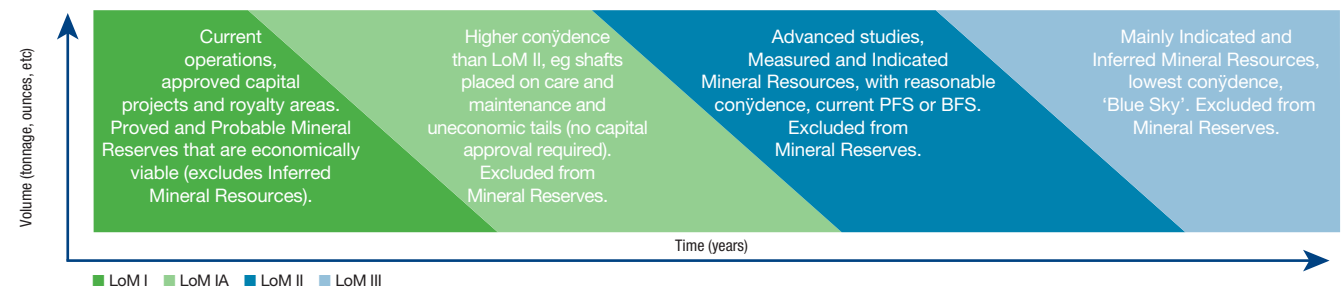 Volume (tonnage, ounces, etc)
Current
operations,
approved capital
projects and royalty areas.
Proved and Probable Mineral
Reserves that are economically
viable (excludes Inferred
Mineral Resources).
Higher conÿdence
than LoM II, eg shafts
placed on care and
maintenance and
uneconomic tails (no capital
approval required).
Excluded from
Mineral Reserves.
Advanced studies,
Measured and Indicated
Mineral Resources, with reasonable
conÿdence, current PFS or BFS.
Excluded from
Mineral Reserves.
Mainly Indicated and
Inferred Mineral Resources,
lowest conÿdence,
‘Blue Sky’. Excluded from
Mineral Reserves.
Time (years)
LoM I LoM IA LoM II LoM III